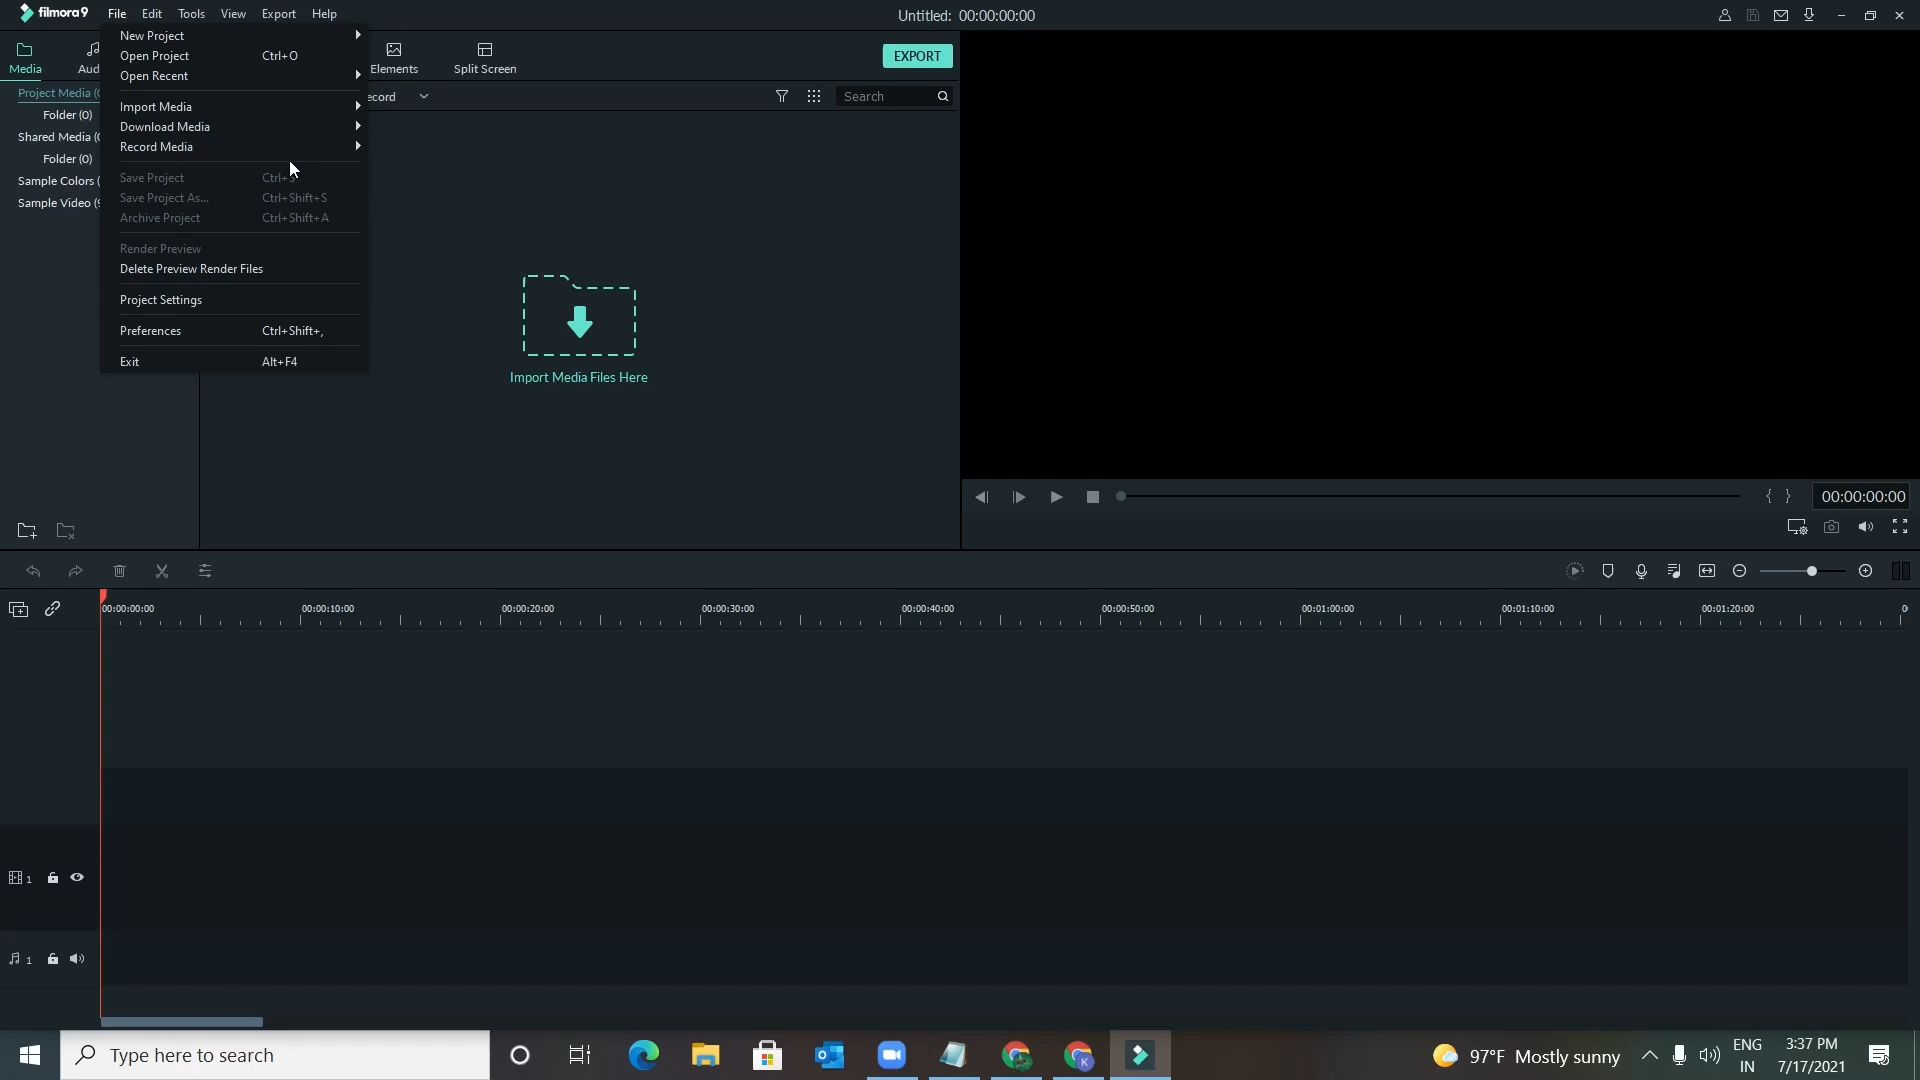 filmora9 File Edit Tools View Export Help Untitled: 00:00:00:00
New Project
Open Project Ctrl+O
Open Recent
Import Media
Download Media
Record Media
Save Project Ctrl+S
Save Project As... Ctrl+Shift+S
Archive Project Ctrl+Shift+A
Render Preview
Delete Preview Render Files
Project Settings
Preferences Ctrl+Shift+,
Exit Alt+F4
Media Aud Elements Split Screen EXPORT
Project Media (0
Folder (0)
Shared Media (0
Folder (0)
Sample Colors (
Sample Video (9
ecord Search
Import Media Files Here
{ } 00:00:00:00
00:00:00:00 00:00:10:00 00:00:20:00 00:00:30:00 00:00:40:00 00:00:50:00 00:01:00:00 00:01:10:00 00:01:20:00 0
1
1
Type here to search 97°F Mostly sunny ENG IN 3:37 PM 7/17/2021